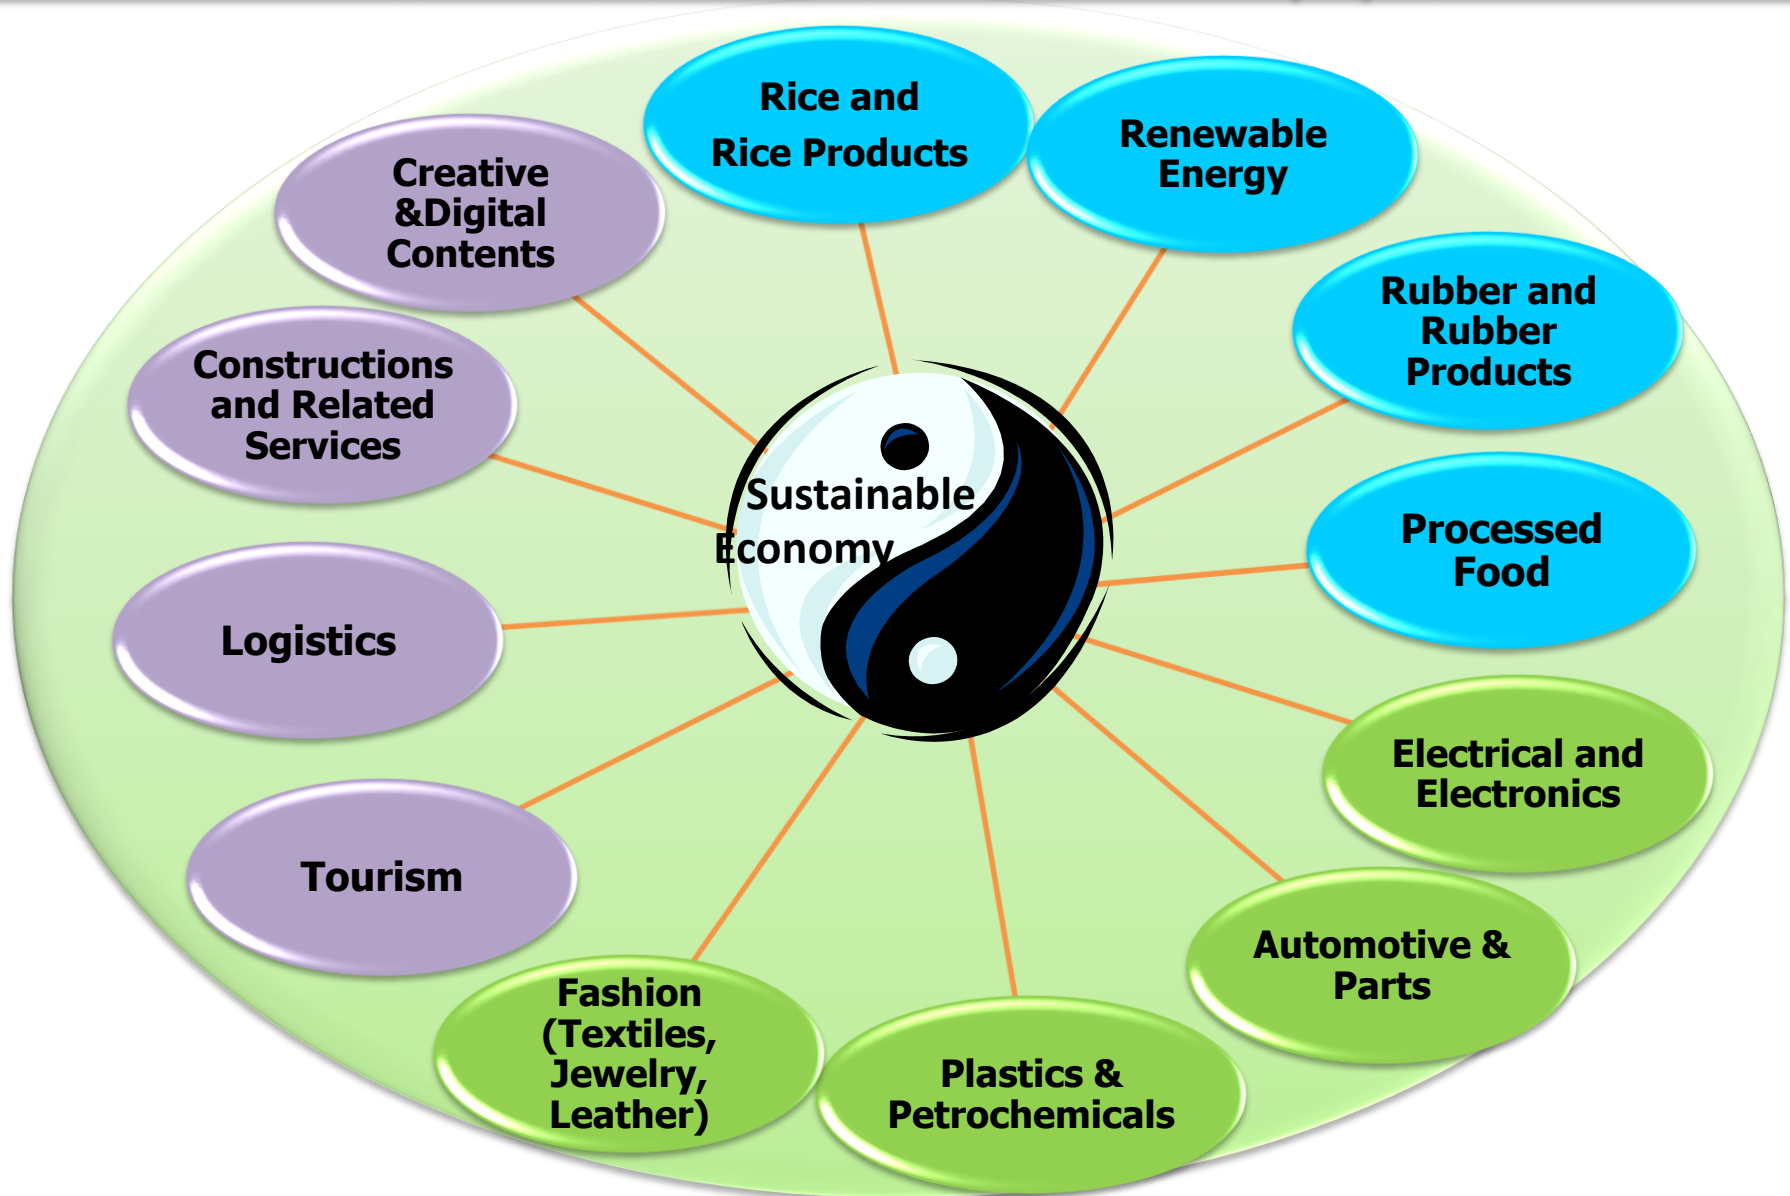 Rice and
Rice Products
Renewable
Energy
Creative
&Digital
Contents
Rubber and
Rubber
Products
Constructions
and Related
Services
Sustainable
Economy
Processed
Food
Logistics
Electrical and
Electronics
Tourism
Automotive &
Parts
Fashion
(Textiles,
Jewelry,
Leather)
Plastics &
Petrochemicals